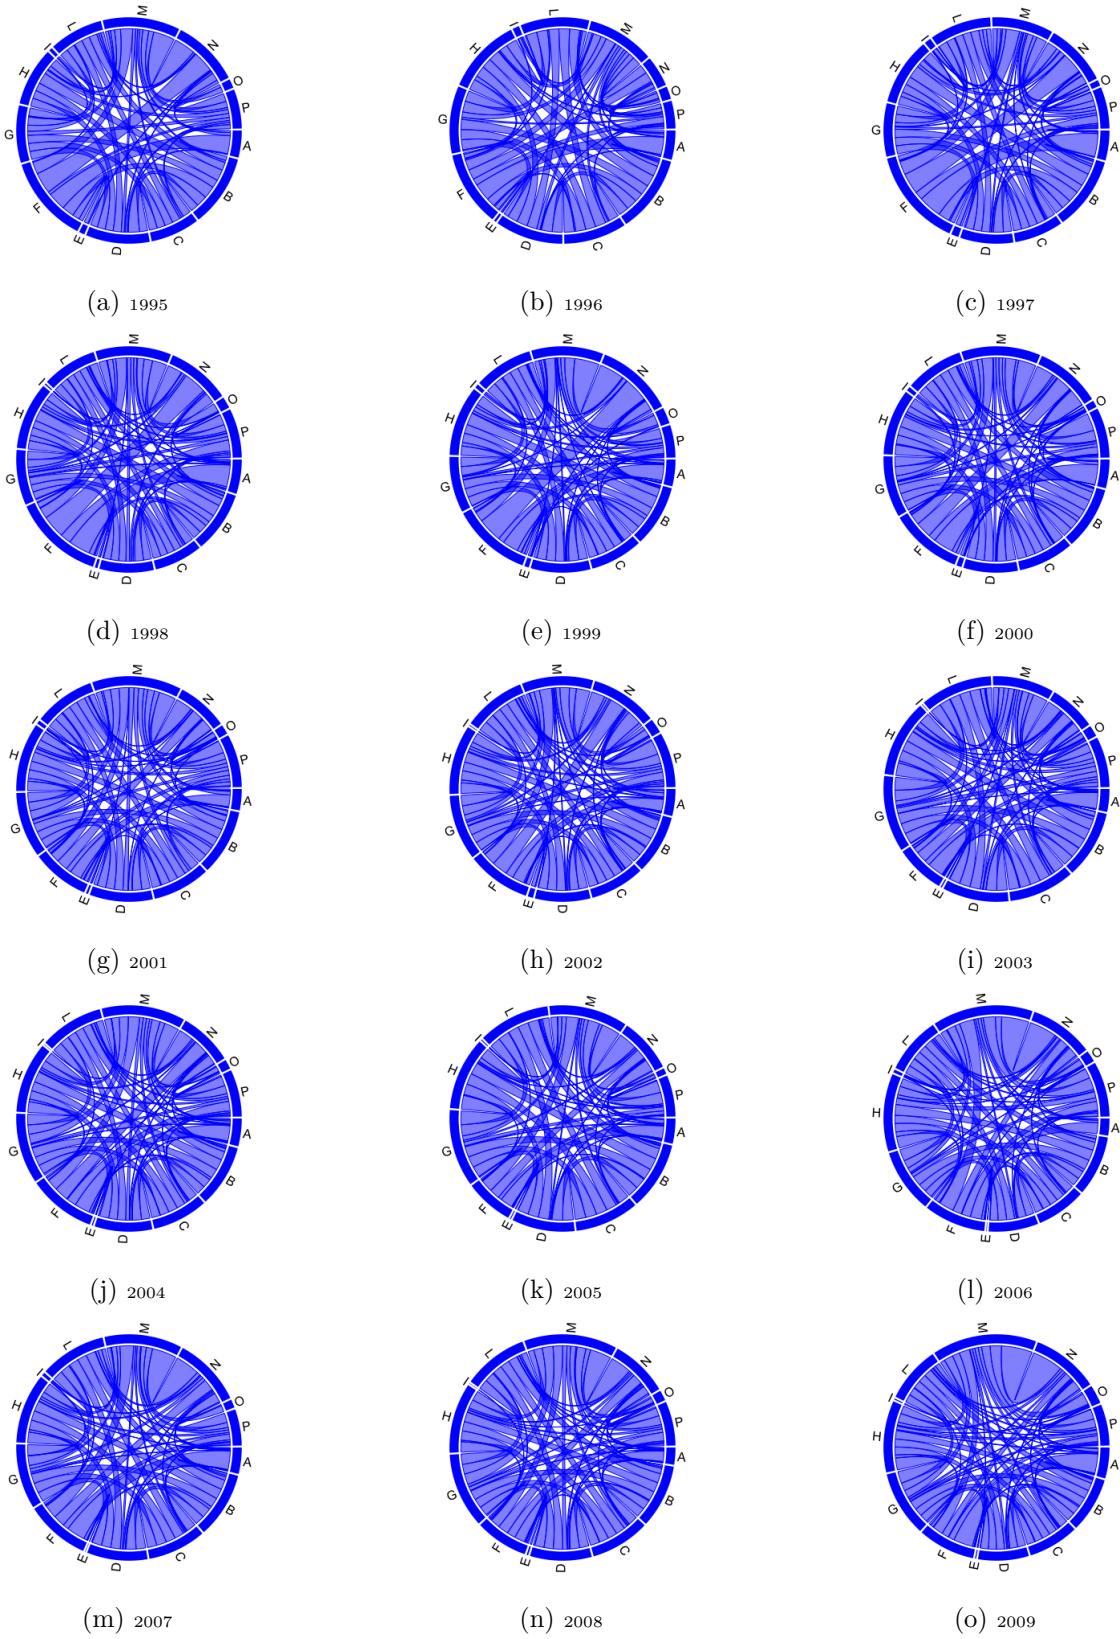 M
L N
I O
H P
G A
F B
E D C
(a) 1995
L
I M
H N
O
G P
A
F B
E D C
(b) 1996
L M
I N
H O
P
G A
F B
E D C
(c) 1997
M
L N
I O
H P
G A
F B
E D C
(d) 1998
M
L N
I O
H P
G A
F B
E D C
(e) 1999
M
L N
I O
H P
G A
F B
E D C
(f) 2000
M
L N
I O
H P
G A
F B
E D C
(g) 2001
M
L N
I O
H P
G A
F B
E D C
(h) 2002
M
L N
I O
H P
G A
F B
E D C
(i) 2003
M
L N
I O
H P
G A
F B
E D C
(j) 2004
M
L N
I O
H P
G A
F B
E D C
(k) 2005
M
L N
I O
H P
G A
F B
E D C
(l) 2006
M
L N
I O
H P
G A
F B
E D C
(m) 2007
M
L N
I O
H P
G A
F B
E D C
(n) 2008
M
L N
I O
H P
G A
F B
E D C
(o) 2009